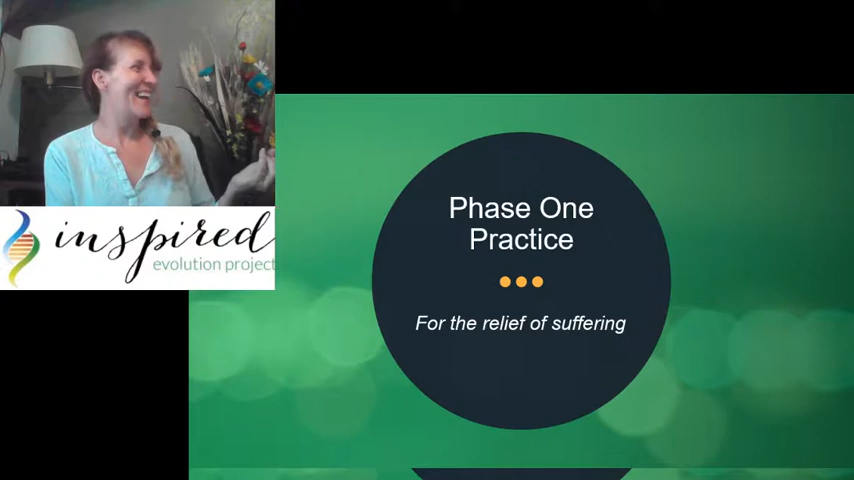 inspired
evolution project
Phase One
Practice
For the relief of suffering